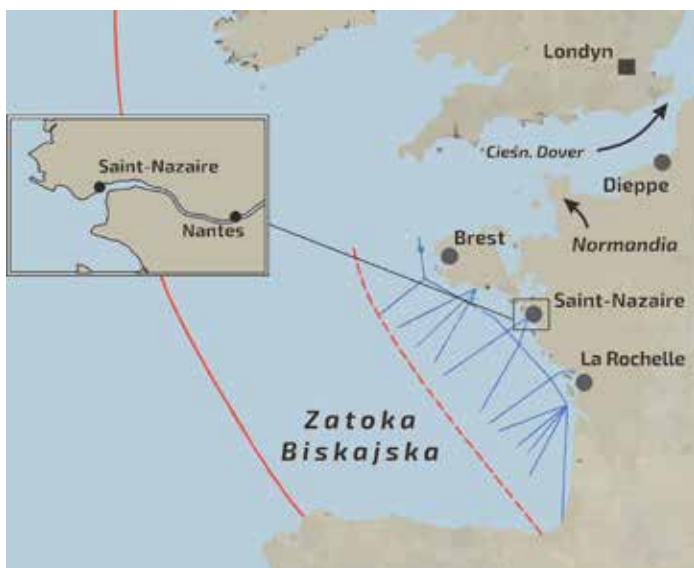 Londyn
Cieśn. Dover
Dieppe
Saint-Nazaire
Nantes
Brest
Normandia
Saint-Nazaire
La Rochelle
Zatoka
Biskajska